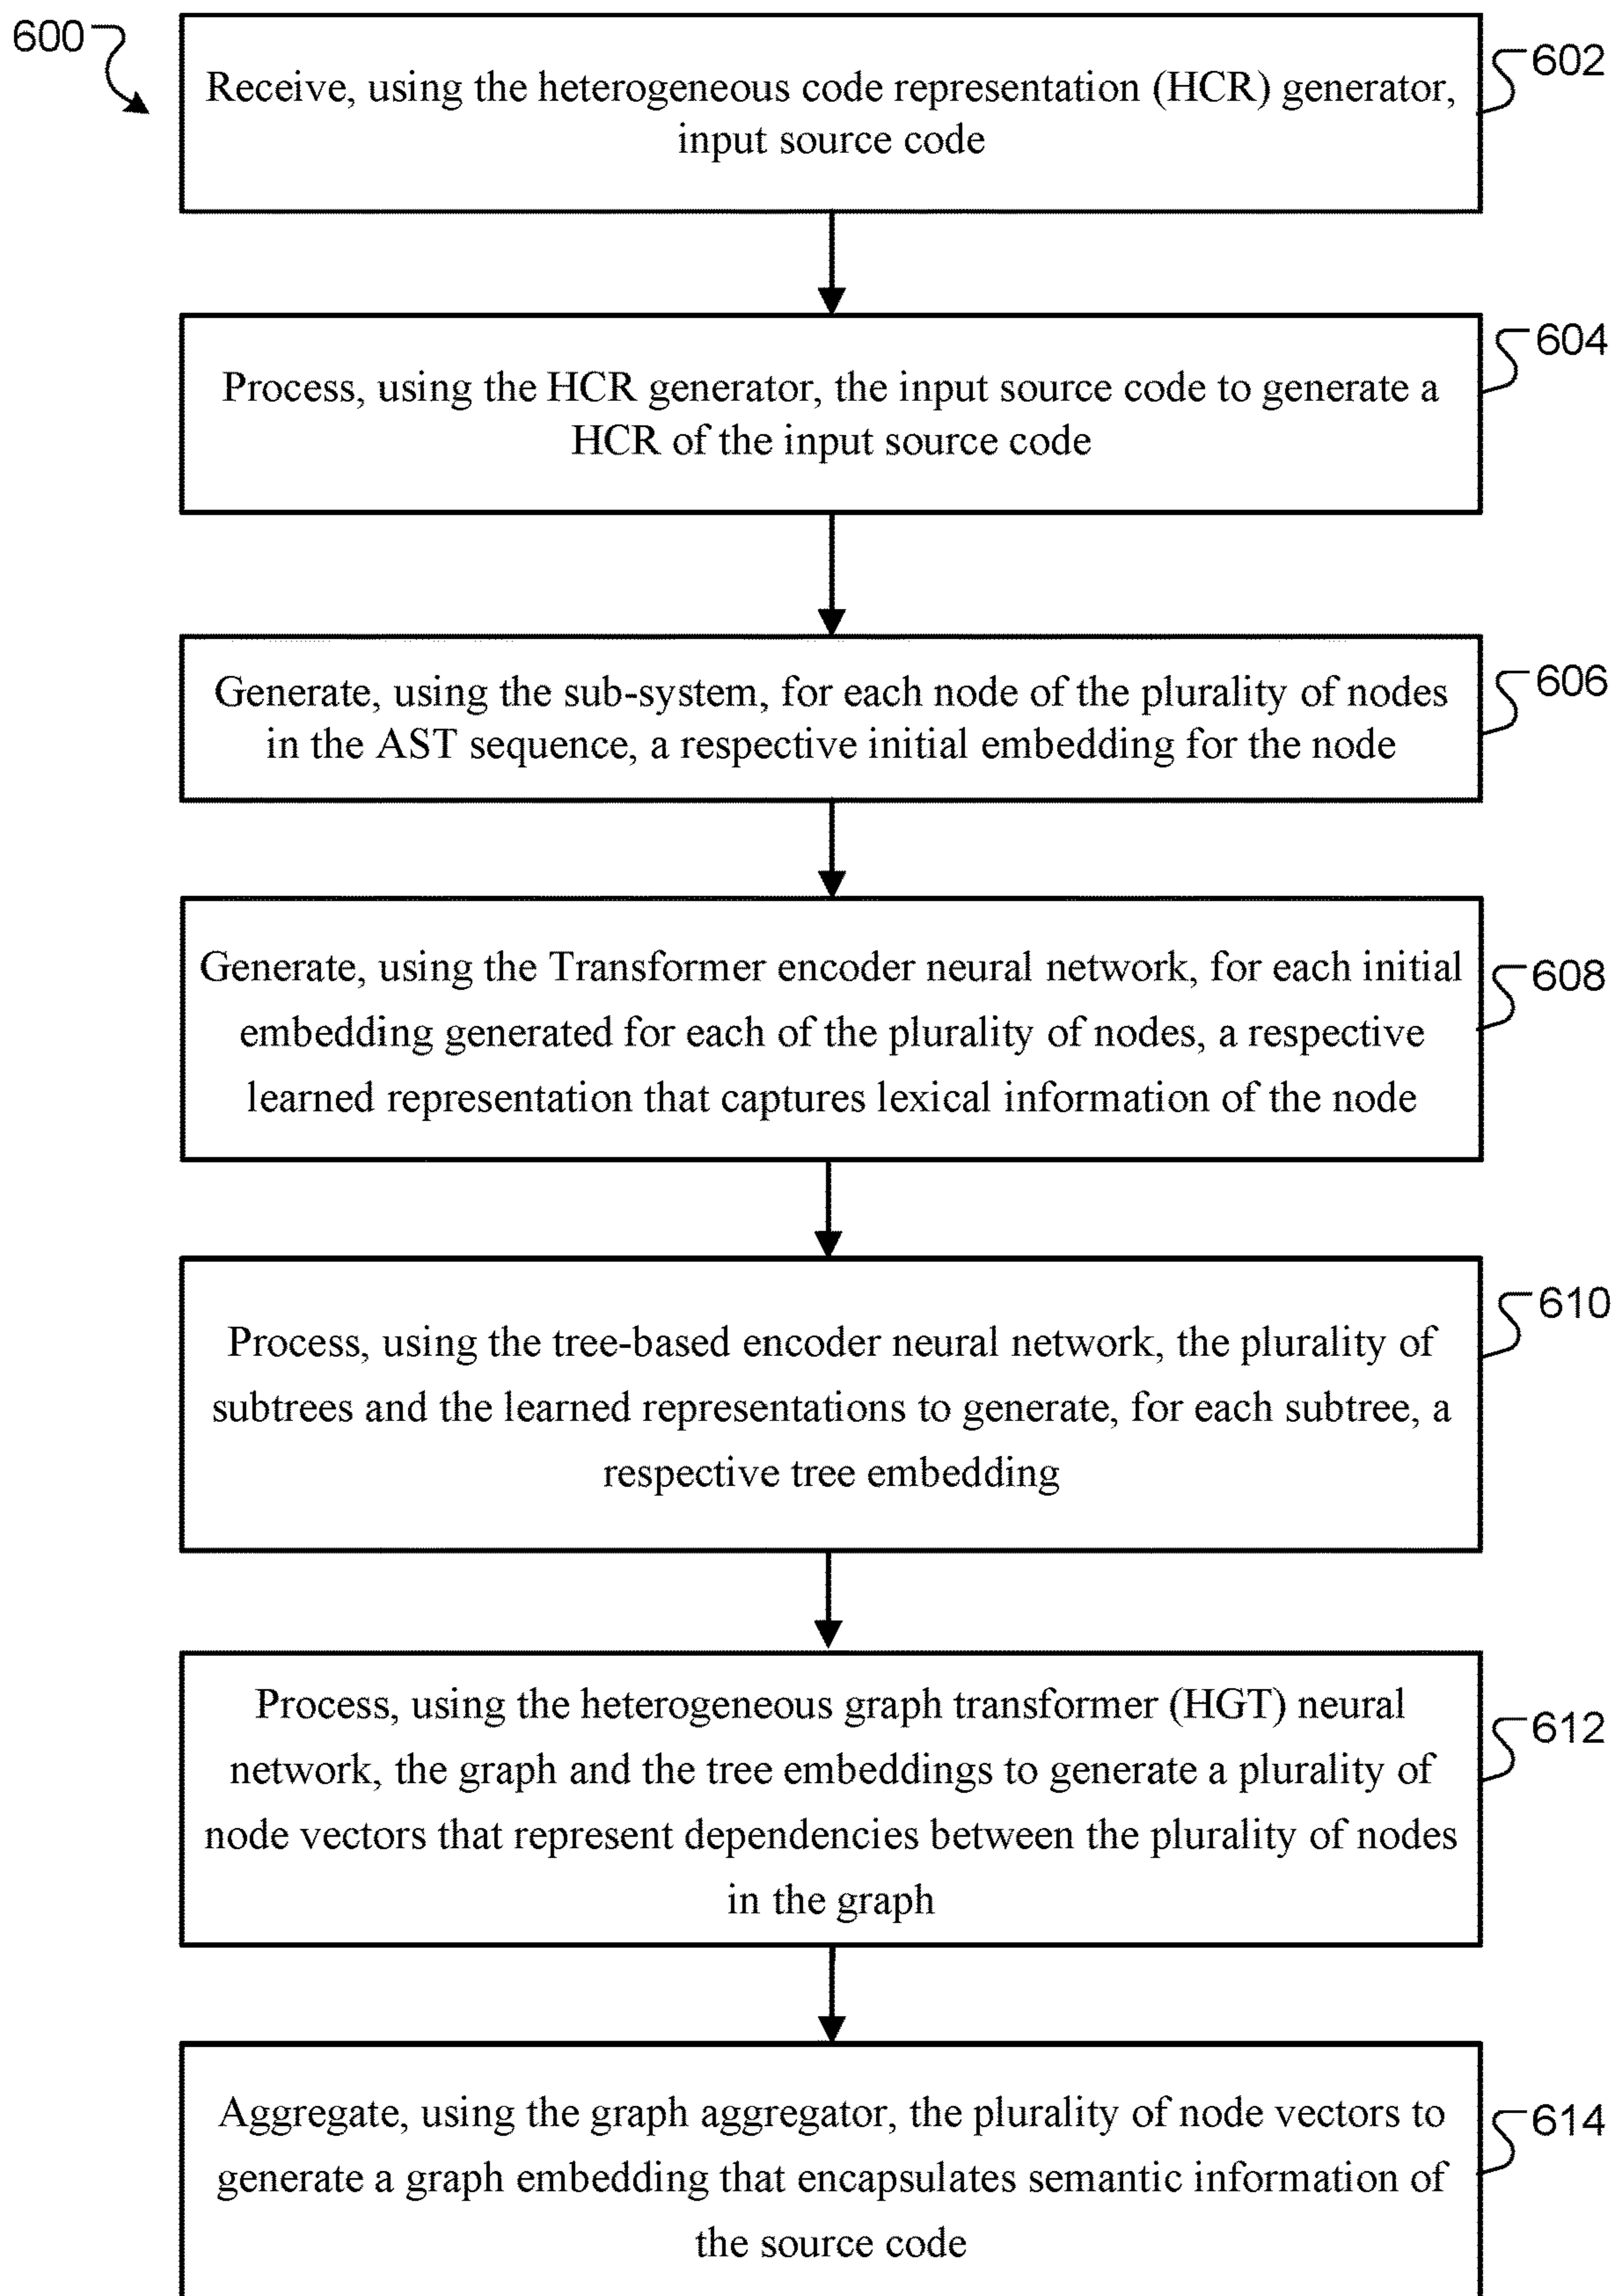 600
Receive, using the heterogeneous code representation (HCR) generator,
input source code
602
Process, using the HCR generator, the input source code to generate a
HCR of the input source code
604
Generate, using the sub-system, for each node of the plurality of nodes
in the AST sequence, a respective initial embedding for the node
606
Generate, using the Transformer encoder neural network, for each initial
embedding generated for each of the plurality of nodes, a respective
learned representation that captures lexical information of the node
608
Process, using the tree-based encoder neural network, the plurality of
subtrees and the learned representations to generate, for each subtree, a
respective tree embedding
610
Process, using the heterogeneous graph transformer (HGT) neural
network, the graph and the tree embeddings to generate a plurality of
node vectors that represent dependencies between the plurality of nodes
in the graph
612
Aggregate, using the graph aggregator, the plurality of node vectors to
generate a graph embedding that encapsulates semantic information of
the source code
614